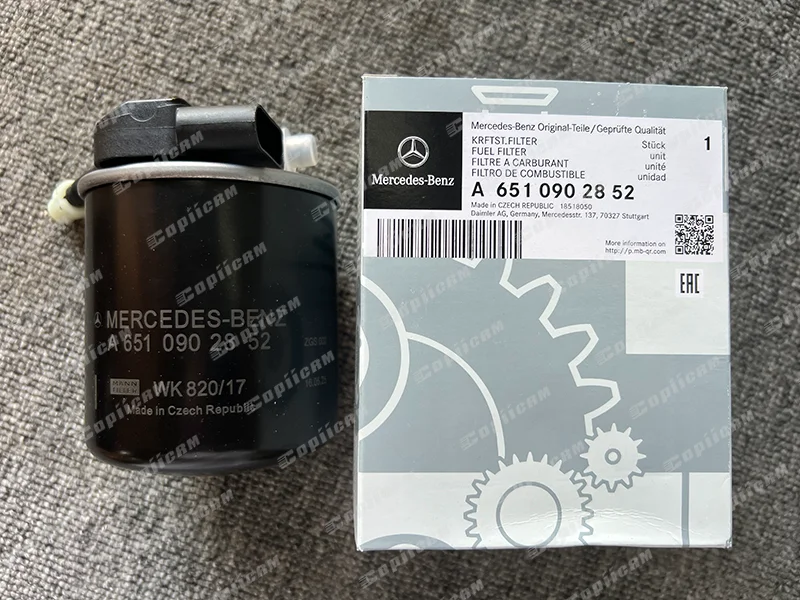 MERCEDES-BENZ
A 651 090 28 52
MANN
FILTER
WK 820/17
Made in Czech Republic
Mercedes-Benz
Mercedes-Benz Original-Teile/Geprüfte Qualität
KRFTST.FILTER Stück 1
FUEL FILTER unit
FILTRE A CARBURANT unité
FILTRO DE COMBUSTIBLE unidad
A 651 090 28 52
Made in CZECH REPUBLIC 18518050
Daimler AG, Germany, Mercedesstr. 137, 70327 Stuttgart
More information on
http://p.mb-qr.com
EAC
CopiiCam